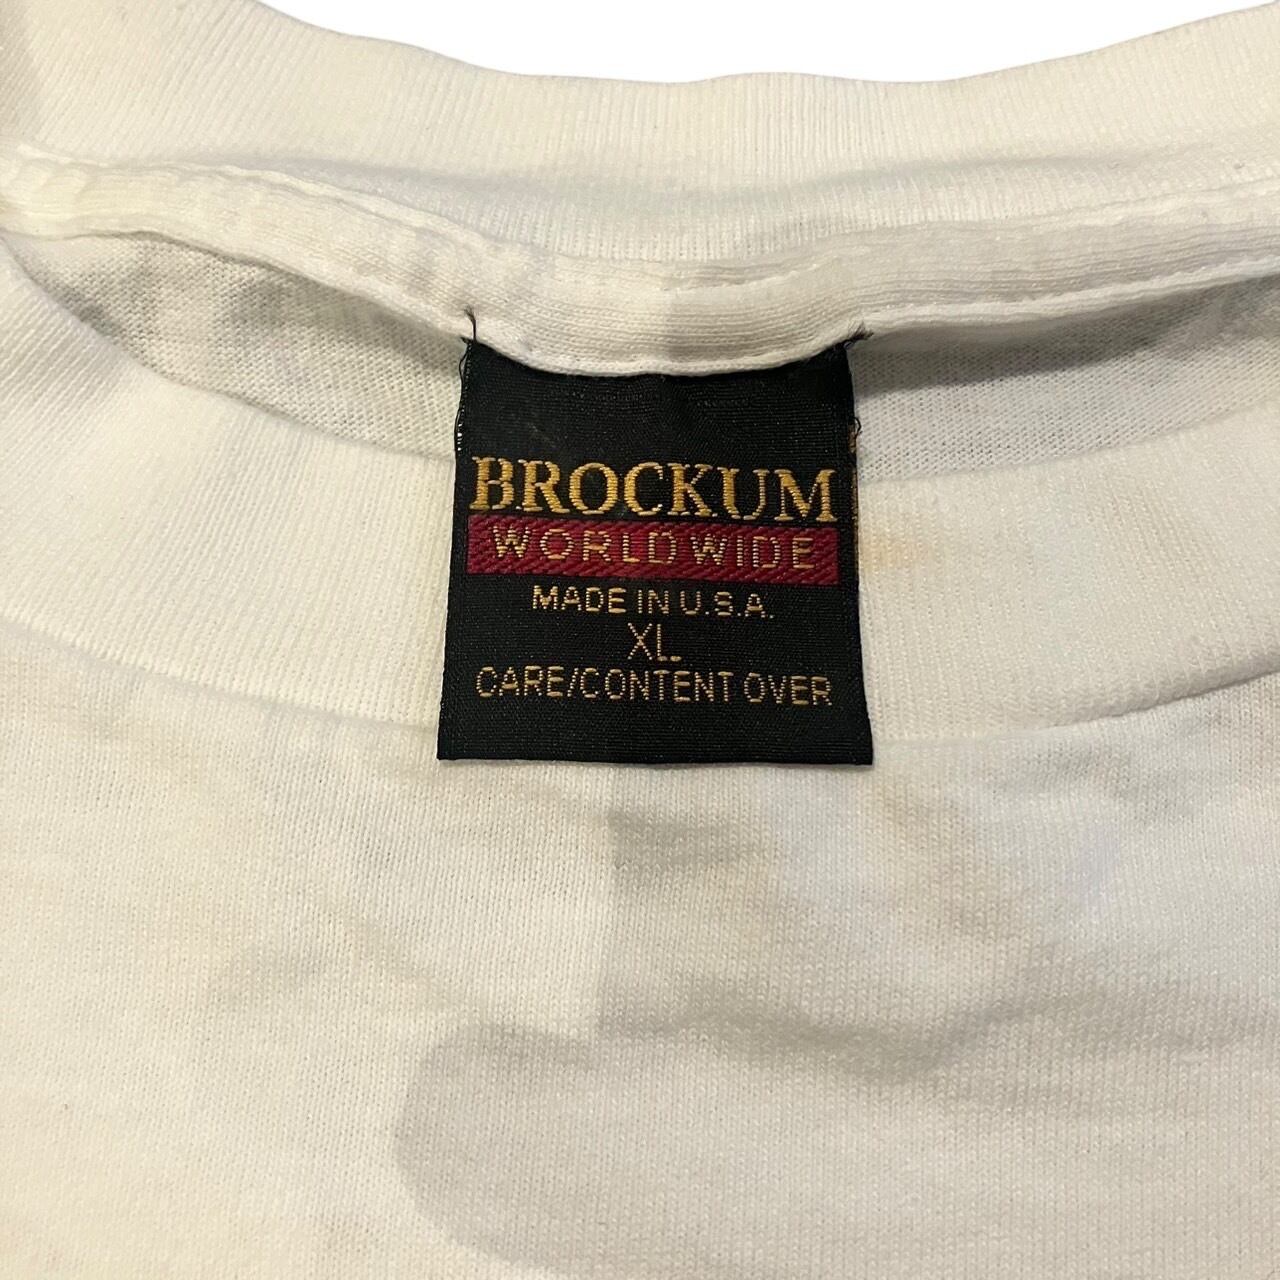 BROCKUM
WORLDWIDE
MADE IN U.S.A.
XL
CARE/CONTENT OVER